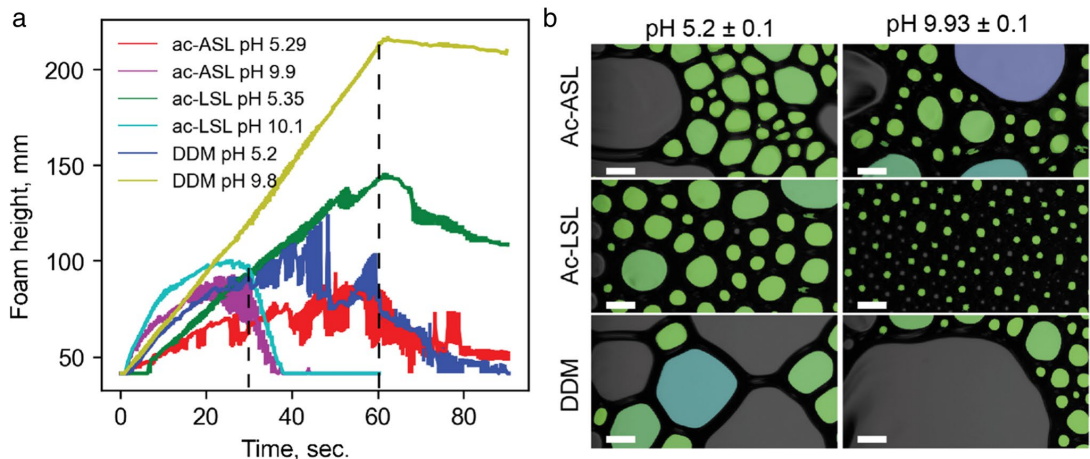 a
200
150
100
50
Foam height, mm
ac-ASL pH 5.29
ac-ASL pH 9.9
ac-LSL pH 5.35
ac-LSL pH 10.1
DDM pH 5.2
DDM pH 9.8
0 20 40 60 80
Time, sec.
b
pH 5.2 ± 0.1 pH 9.93 ± 0.1
Ac-ASL
Ac-LSL
DDM